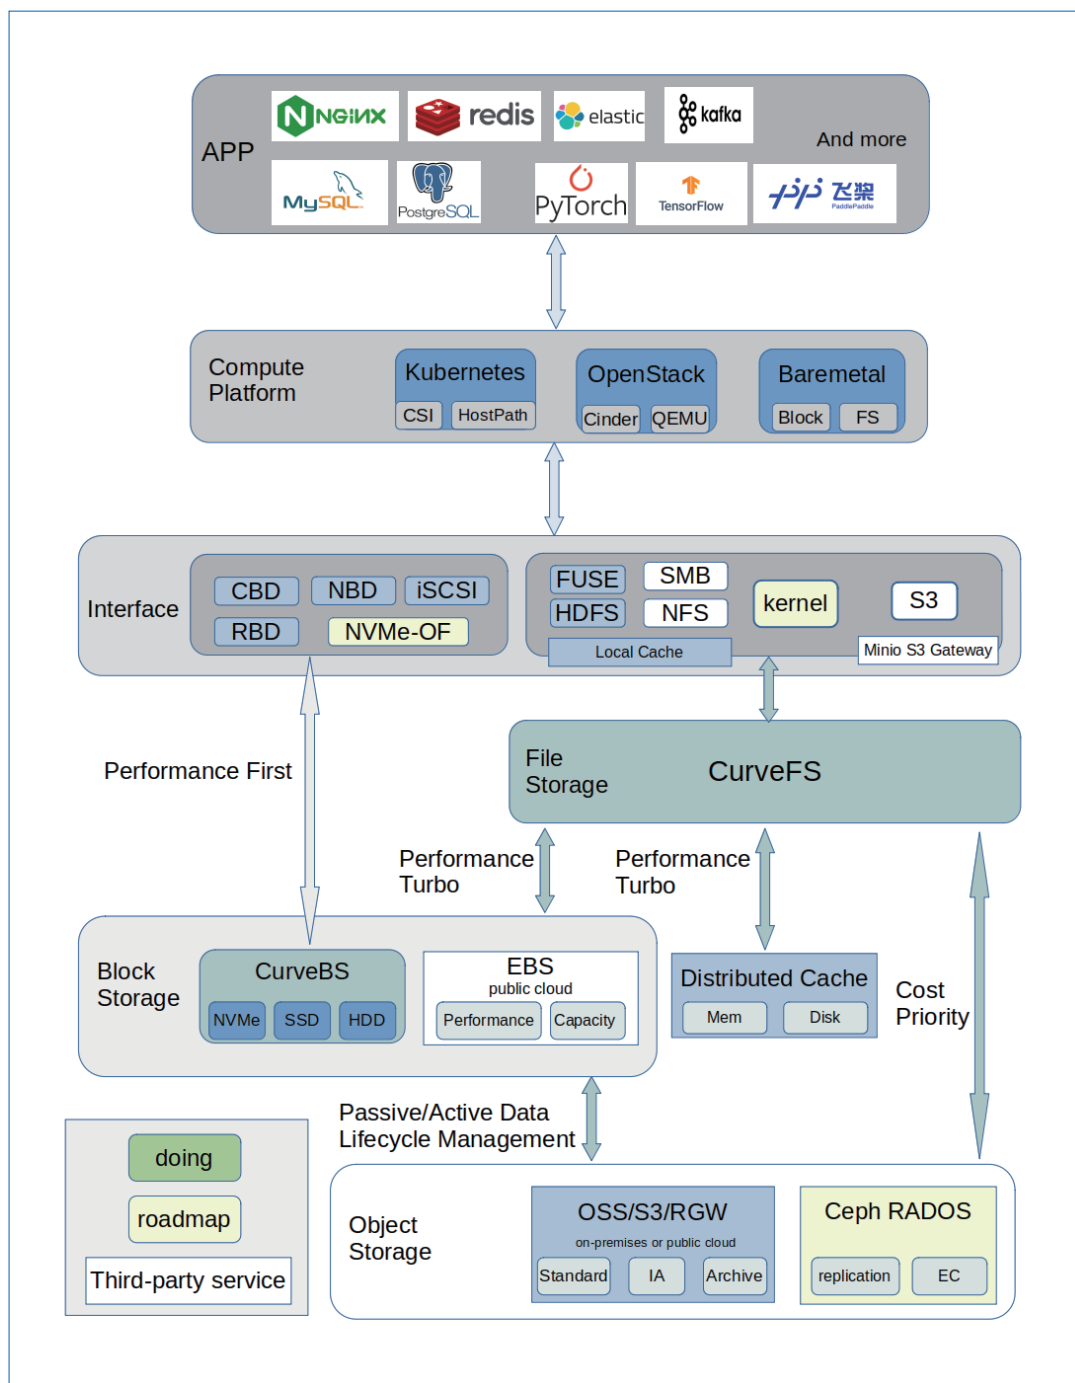 APP
NGINX
redis
elastic
kafka
And more
MySQL
PostgreSQL
PyTorch
TensorFlow
飞桨
PaddlePaddle
Compute
Platform
Kubernetes
CSI
HostPath
OpenStack
Cinder
QEMU
Baremetal
Block
FS
Interface
CBD
NBD
iSCSI
RBD
NVMe-OF
FUSE
SMB
HDFS
NFS
kernel
S3
Local Cache
Minio S3 Gateway
Performance First
File
Storage
CurveFS
Performance
Turbo
Performance
Turbo
Cost
Priority
Block
Storage
CurveBS
NVMe
SSD
HDD
EBS
public cloud
Performance
Capacity
Distributed Cache
Mem
Disk
Passive/Active Data
Lifecycle Management
doing
roadmap
Third-party service
Object
Storage
OSS/S3/RGW
on-premises or public cloud
Standard
IA
Archive
Ceph RADOS
replication
EC